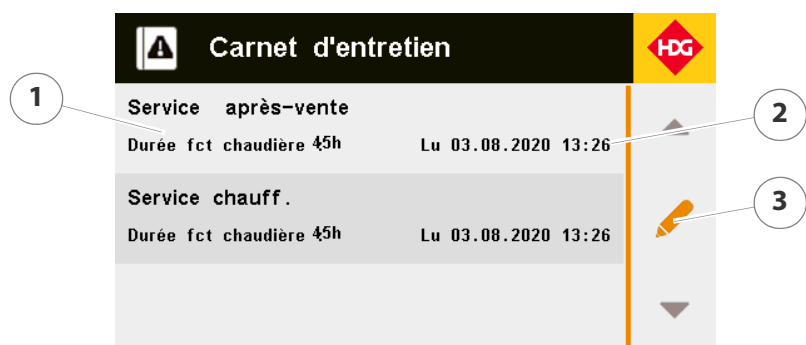 Carnet d'entretien
HDG
1
Service après-vente
2
Durée fct chaudière 45h Lu 03.08.2020 13:26
Service chauff.
3
Durée fct chaudière 45h Lu 03.08.2020 13:26